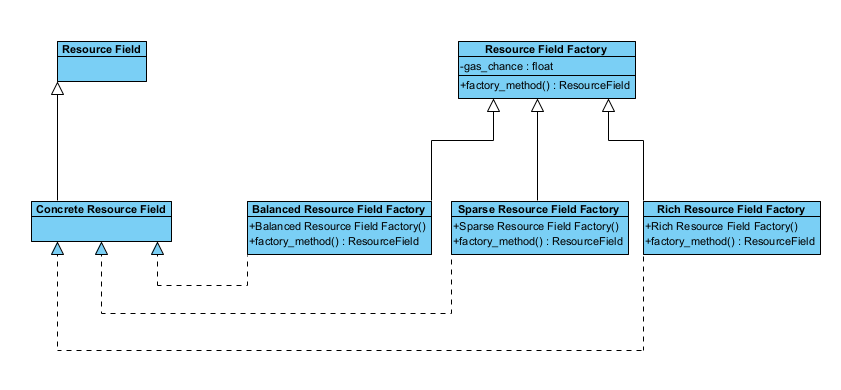 Resource Field
Resource Field Factory
-gas_chance : float
+factory_method() : ResourceField
Concrete Resource Field
Balanced Resource Field Factory
+Balanced Resource Field Factory()
+factory_method() : ResourceField
Sparse Resource Field Factory
+Sparse Resource Field Factory()
+factory_method() : ResourceField
Rich Resource Field Factory
+Rich Resource Field Factory()
+factory_method() : ResourceField